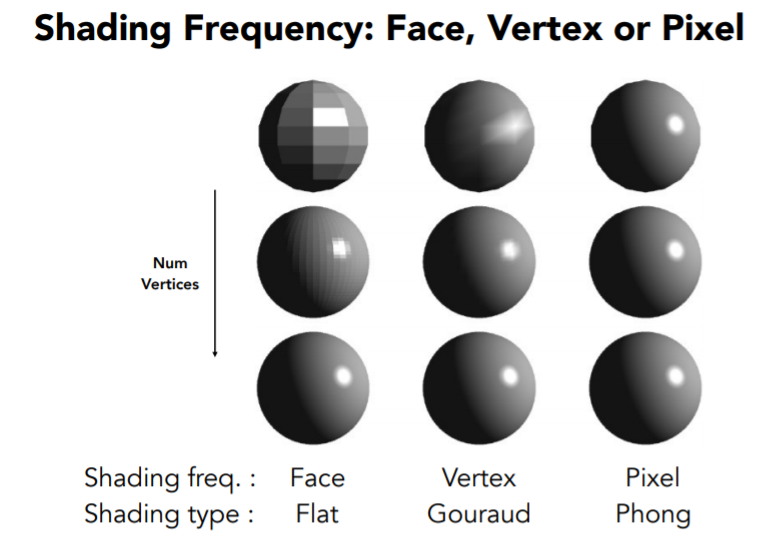 Shading Frequency: Face, Vertex or Pixel
Num
Vertices
Shading freq. : Face Vertex Pixel
Shading type : Flat Gouraud Phong